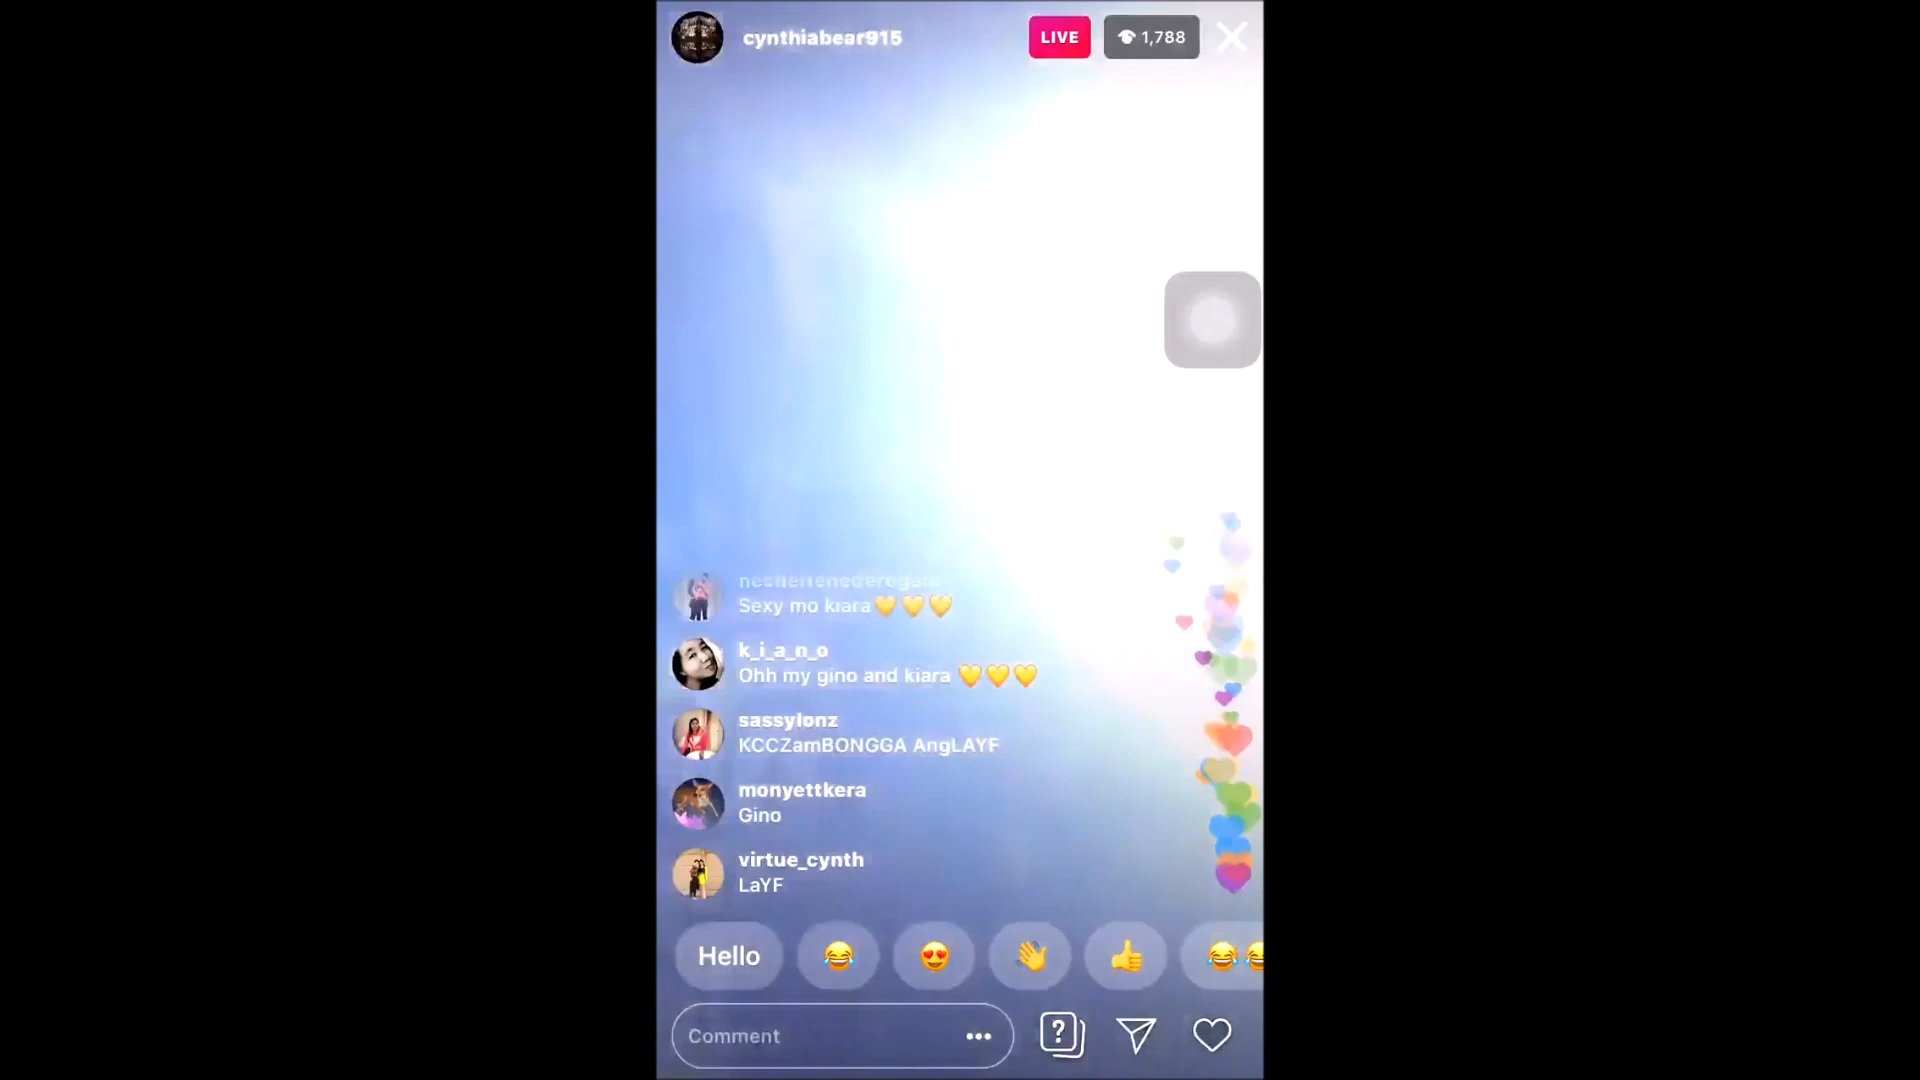 cynthiabear915
LIVE
1,788
Sexy mo kiara💛💛💛
k_i_a_n_o
Ohh my gino and kiara 💛💛💛
sassylonz
KCCZamBONGGA AngLAYF
monyettkera
Gino
virtue_cynth
LaYF
Hello
Comment